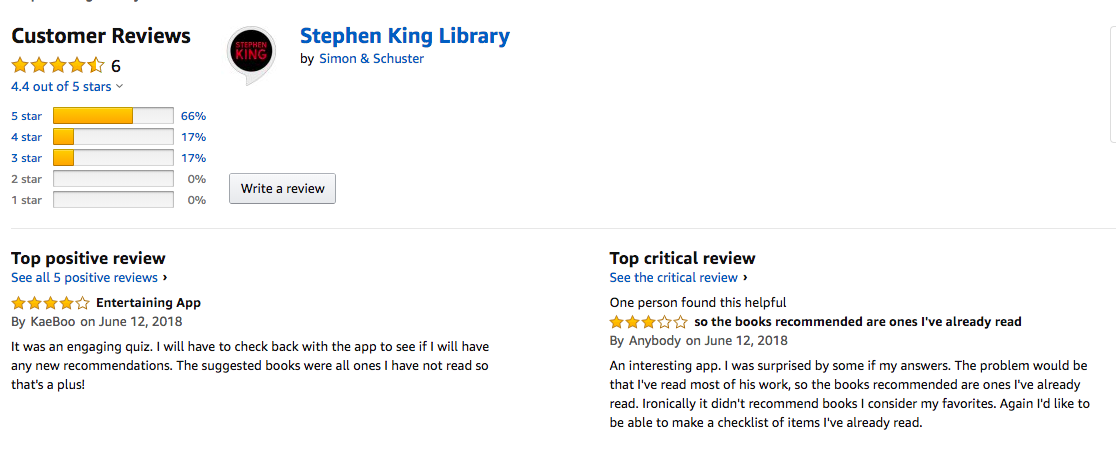 Customer Reviews
6
4.4 out of 5 stars
5 star 66%
4 star 17%
3 star 17%
2 star 0%
1 star 0%
STEPHEN
KING
Stephen King Library
by Simon & Schuster
Write a review
Top positive review
See all 5 positive reviews ›
Entertaining App
By KaeBoo on June 12, 2018
It was an engaging quiz. I will have to check back with the app to see if I will have
any new recommendations. The suggested books were all ones I have not read so
that's a plus!
Top critical review
See the critical review ›
One person found this helpful
so the books recommended are ones I've already read
By Anybody on June 12, 2018
An interesting app. I was surprised by some if my answers. The problem would be
that I've read most of his work, so the books recommended are ones I've already
read. Ironically it didn't recommend books I consider my favorites. Again I'd like to
be able to make a checklist of items I've already read.